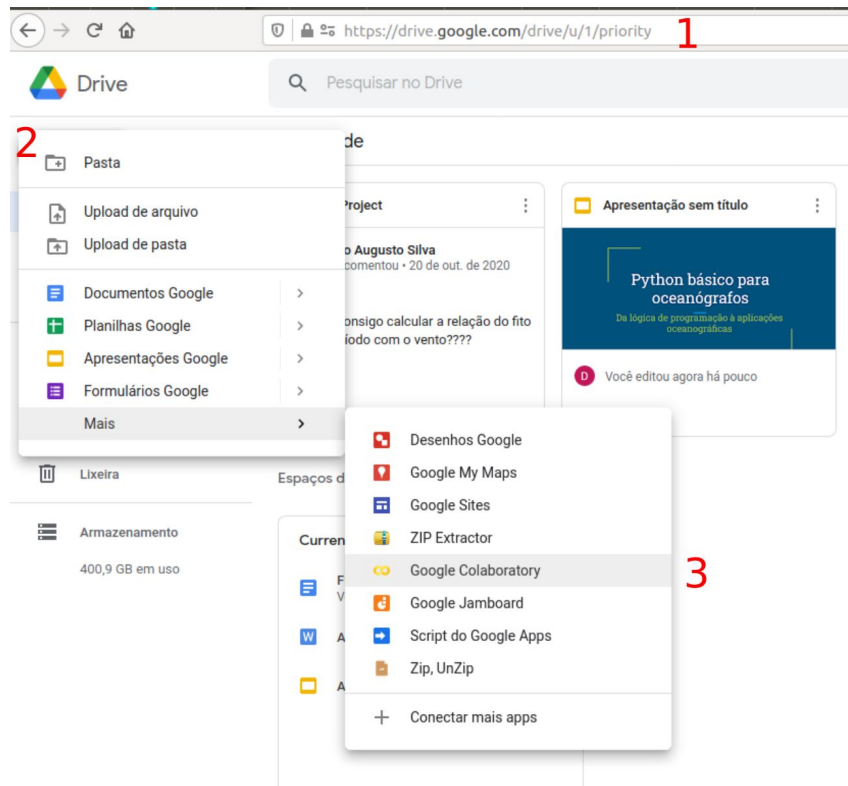 https://drive.google.com/drive/u/1/priority
1
Drive
Pesquisar no Drive
2
de
Pasta
Upload de arquivo
Upload de pasta
Documentos Google
Planilhas Google
Apresentações Google
Formulários Google
Mais
Project
o Augusto Silva
comentou • 20 de out. de 2020
onsigo calcular a relação do fito
íodo com o vento????
Apresentação sem título
Python básico para
oceanógrafos
Da lógica de programação à aplicações
oceanográficas
D
Você editou agora há pouco
Desenhos Google
Google My Maps
Google Sites
ZIP Extractor
Google Colaboratory
3
Google Jamboard
Script do Google Apps
Zip, UnZip
Conectar mais apps
Lixeira
Armazenamento
400,9 GB em uso
Espaços d
Curren
F
V
W
A
A